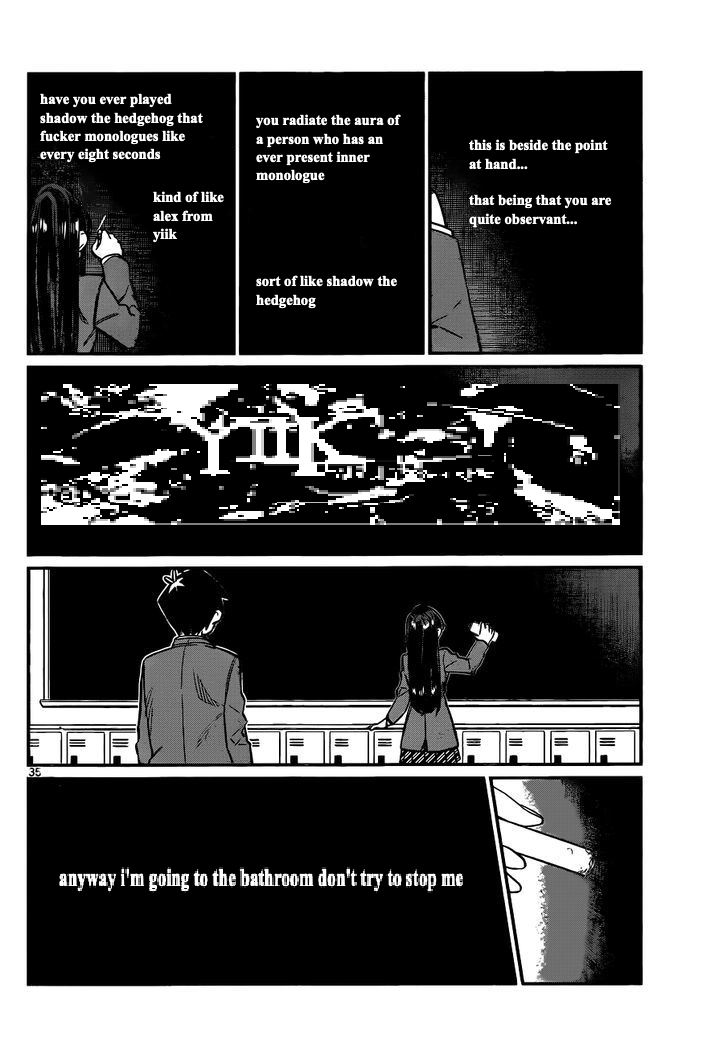 this is beside the point
at hand...
that being that you are
quite observant...
you radiate the aura of
a person who has an
ever present inner
monologue
sort of like shadow the
hedgehog
have you ever played
shadow the hedgehog that
fucker monologues like
every eight seconds
kind of like
alex from
yiik
YIIK
35
anyway i'm going to the bathroom don't try to stop me